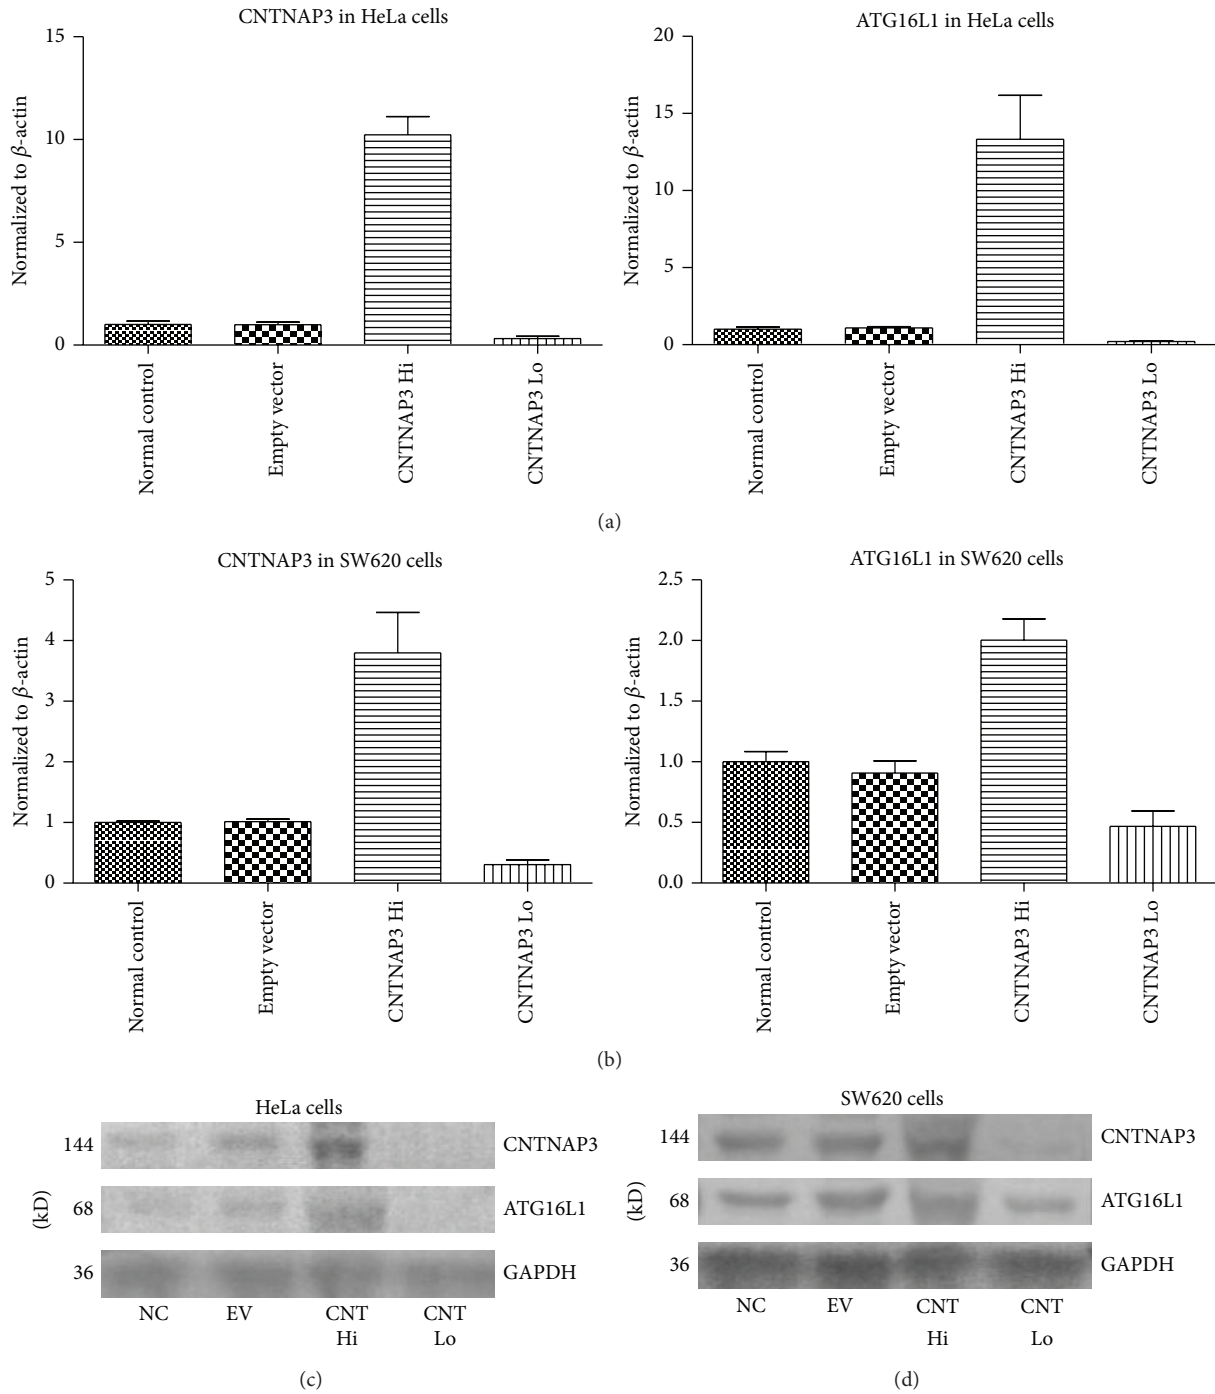 CNTNAP3 in HeLa cells
Normalized to β-actin
15
10
5
0
Normal control
Empty vector
CNTNAP3 Hi
CNTNAP3 Lo
ATG16L1 in HeLa cells
Normalized to β-actin
20
15
10
5
0
Normal control
Empty vector
CNTNAP3 Hi
CNTNAP3 Lo
(a)
CNTNAP3 in SW620 cells
Normalized to β-actin
5
4
3
2
1
0
Normal control
Empty vector
CNTNAP3 Hi
CNTNAP3 Lo
ATG16L1 in SW620 cells
Normalized to β-actin
2.5
2.0
1.5
1.0
0.5
0.0
Normal control
Empty vector
CNTNAP3 Hi
CNTNAP3 Lo
(b)
HeLa cells
(kD)
144 CNTNAP3
68 ATG16L1
36 GAPDH
NC EV CNT CNT
Hi Lo
(c)
SW620 cells
(kD)
144 CNTNAP3
68 ATG16L1
36 GAPDH
NC EV CNT CNT
Hi Lo
(d)